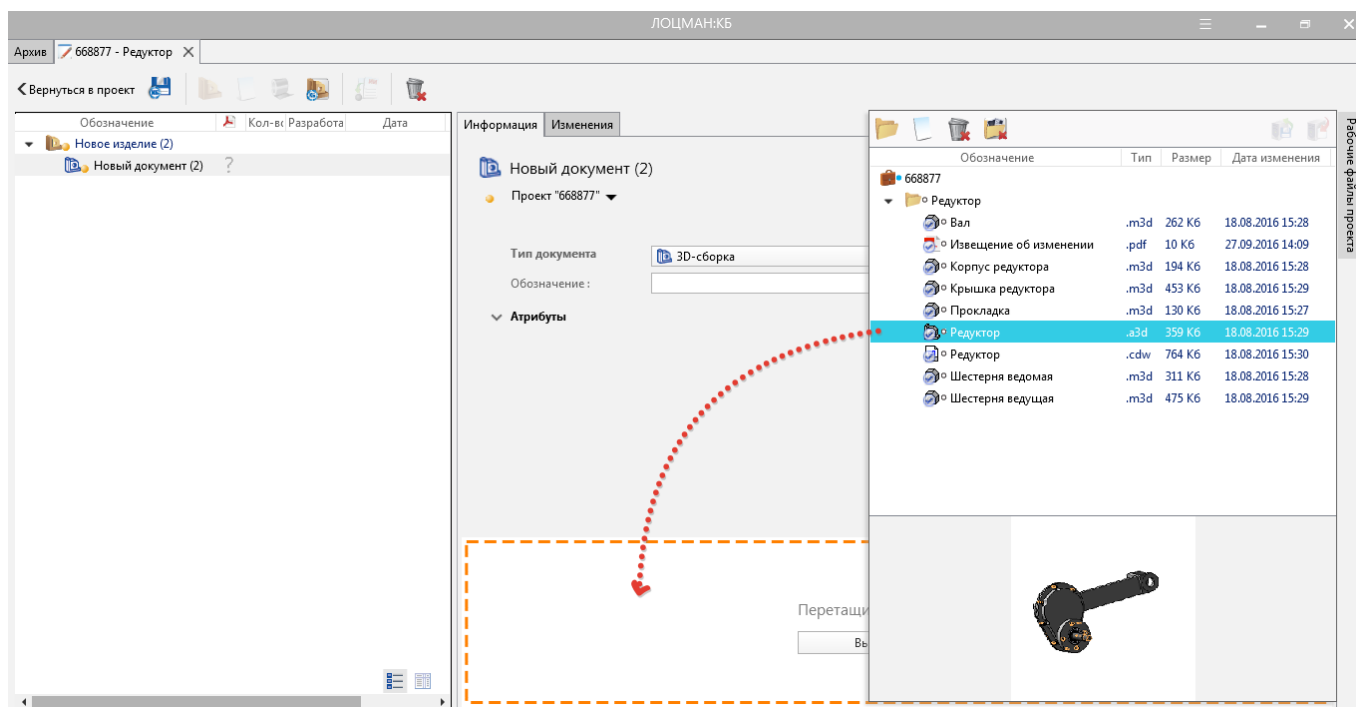 ЛОЦМАН:КБ
Архив 668877 - Редуктор
Вернуться в проект
Обозначение Кол-вс Разработа Дата
Новое изделие (2)
Новый документ (2) ?
Информация Изменения
Новый документ (2)
Проект "668877"
Тип документа 3D-сборка
Обозначение :
Атрибуты
Перетащи
Вы
Обозначение Тип Размер Дата изменения
668877
Редуктор
Вал .m3d 262 Кб 18.08.2016 15:28
Извещение об изменении .pdf 10 Кб 27.09.2016 14:09
Корпус редуктора .m3d 194 Кб 18.08.2016 15:28
Крышка редуктора .m3d 453 Кб 18.08.2016 15:29
Прокладка .m3d 130 Кб 18.08.2016 15:27
Редуктор .a3d 359 Кб 18.08.2016 15:29
Редуктор .cdw 764 Кб 18.08.2016 15:30
Шестерня ведомая .m3d 311 Кб 18.08.2016 15:28
Шестерня ведущая .m3d 475 Кб 18.08.2016 15:29
Рабочие файлы проекта